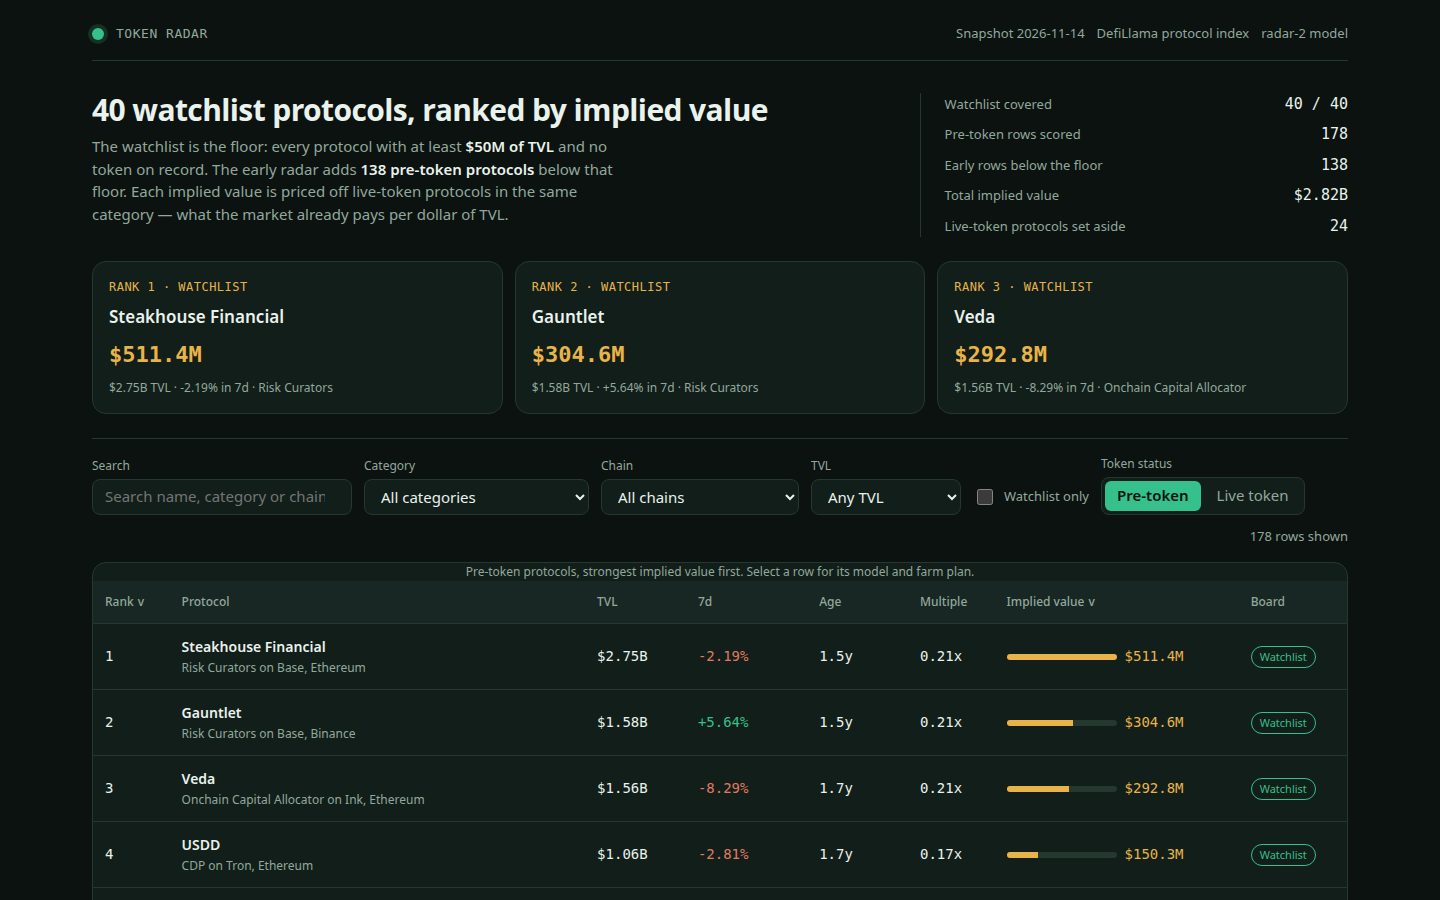 TOKEN RADAR
Snapshot 2026-11-14 DefiLlama protocol index radar-2 model
40 watchlist protocols, ranked by implied value
The watchlist is the floor: every protocol with at least $50M of TVL and no
token on record. The early radar adds 138 pre-token protocols below that
floor. Each implied value is priced off live-token protocols in the same
category — what the market already pays per dollar of TVL.
Watchlist covered 40 / 40
Pre-token rows scored 178
Early rows below the floor 138
Total implied value $2.82B
Live-token protocols set aside 24
RANK 1 · WATCHLIST
Steakhouse Financial
$511.4M
$2.75B TVL · -2.19% in 7d · Risk Curators
RANK 2 · WATCHLIST
Gauntlet
$304.6M
$1.58B TVL · +5.64% in 7d · Risk Curators
RANK 3 · WATCHLIST
Veda
$292.8M
$1.56B TVL · -8.29% in 7d · Onchain Capital Allocator
Search
Search name, category or chain
Category
All categories
Chain
All chains
TVL
Any TVL
Watchlist only
Token status
Pre-token Live token
178 rows shown
Pre-token protocols, strongest implied value first. Select a row for its model and farm plan.
Rank v Protocol TVL 7d Age Multiple Implied value v Board
1 Steakhouse Financial $2.75B -2.19% 1.5y 0.21x $511.4M Watchlist
Risk Curators on Base, Ethereum
2 Gauntlet $1.58B +5.64% 1.5y 0.21x $304.6M Watchlist
Risk Curators on Base, Binance
3 Veda $1.56B -8.29% 1.7y 0.21x $292.8M Watchlist
Onchain Capital Allocator on Ink, Ethereum
4 USDD $1.06B -2.81% 1.7y 0.17x $150.3M Watchlist
CDP on Tron, Ethereum